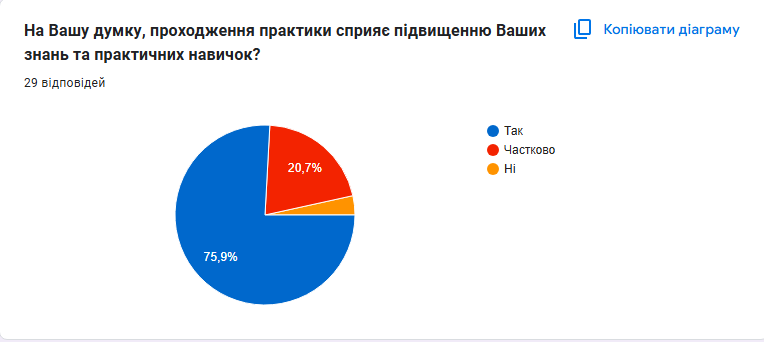 На Вашу думку, проходження практики сприяє підвищенню Ваших
знань та практичних навичок?
Копіювати діаграму
29 відповідей
20,7%
75,9%
Так
Частково
Ні